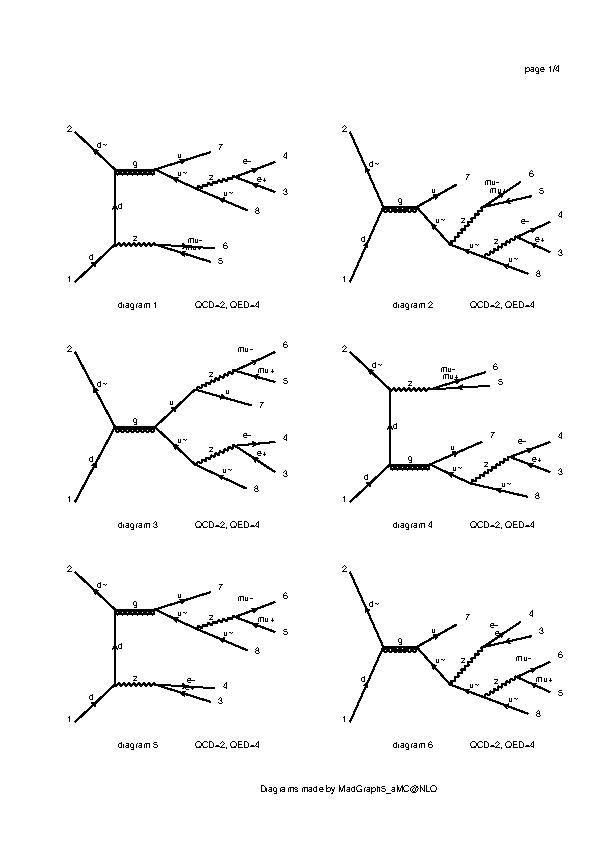 page 1/4
2
d~
g
u
7
e-
4
e+
3
u~
z
u~
8
d
z
mu-
mu+
6
5
d
1
diagram 1 QCD=2, QED=4
2
d~
g
u
7
mu-
mu+
6
5
z
u~
e-
4
z
e+
3
u~
u~
8
d
1
diagram 2 QCD=2, QED=4
2
d~
mu-
6
z
mu+
5
u
u
7
g
u~
e-
4
z
e+
3
u~
8
d
1
diagram 3 QCD=2, QED=4
2
d~
z
mu-
mu+
6
5
d
g
u
7
e-
4
z
e+
3
u~
u~
8
d
1
diagram 4 QCD=2, QED=4
2
d~
g
u
7
mu-
6
z
mu+
5
u~
u~
8
d
z
e-
4
3
d
1
diagram 5 QCD=2, QED=4
2
d~
g
u
7
e-
4
e+
3
z
u~
mu-
6
z
mu+
5
u~
u~
8
d
1
diagram 6 QCD=2, QED=4
Diagrams made by MadGraph5_aMC@NLO